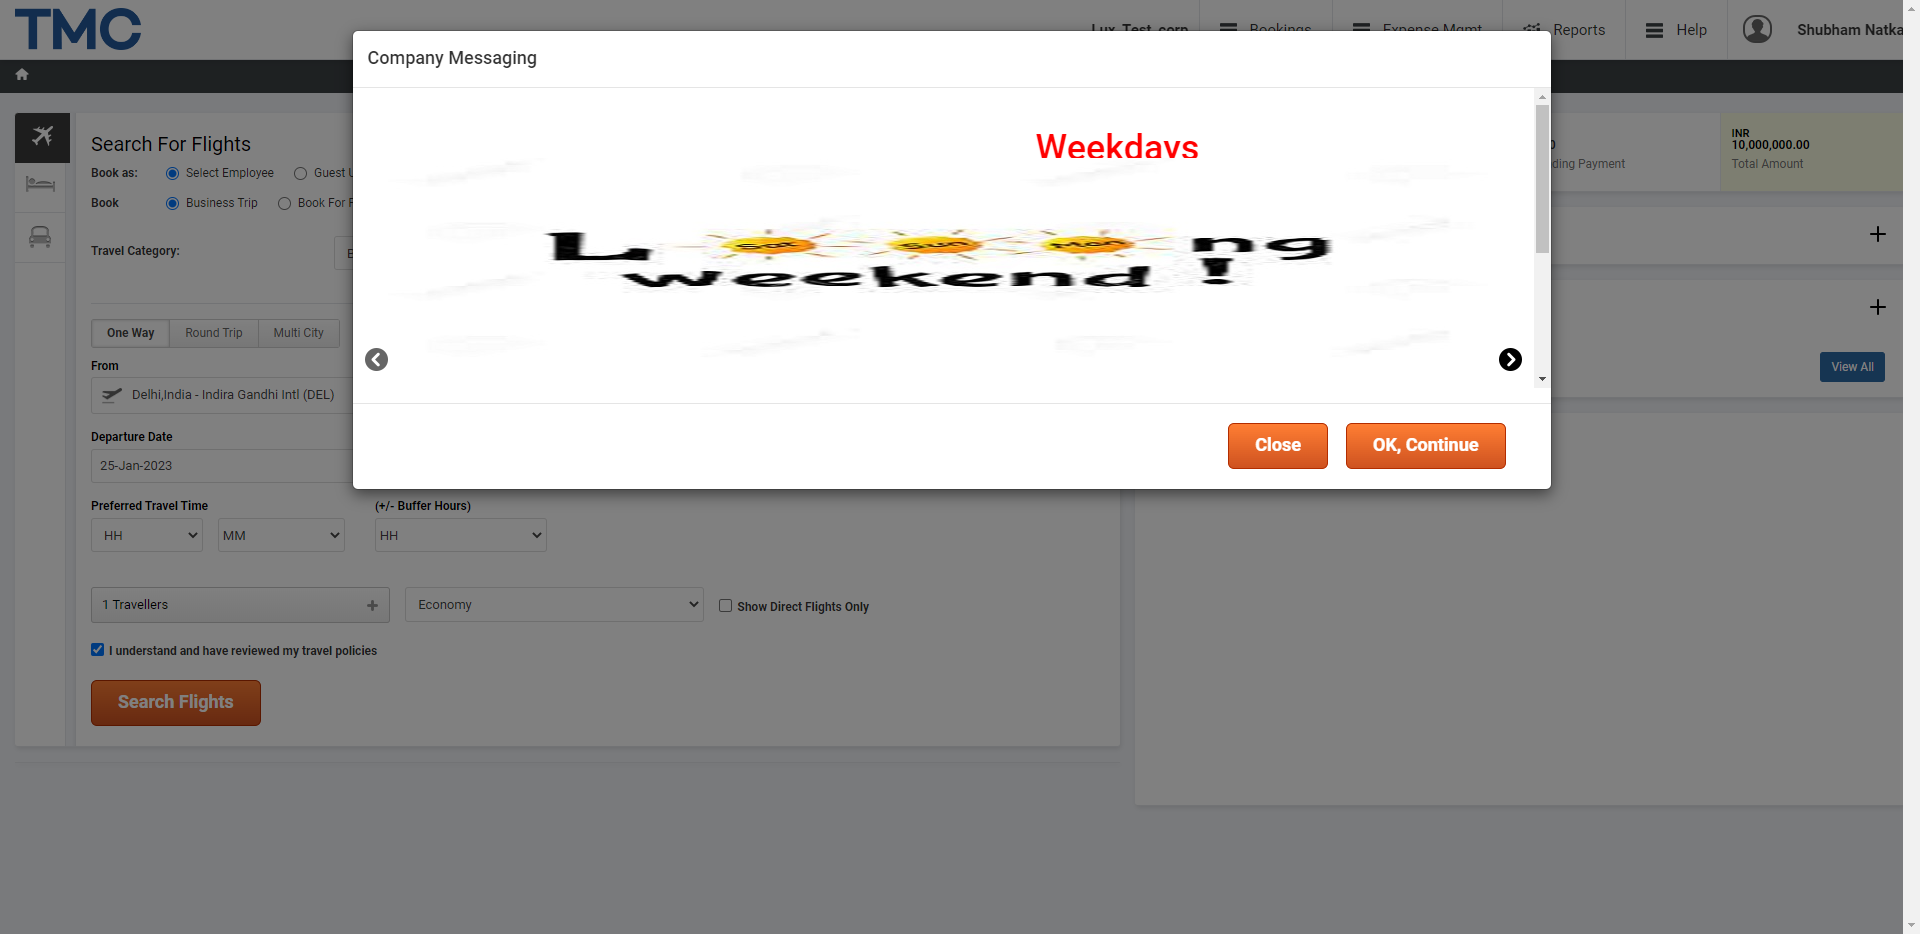 TMC
Lux_Test_corp
Bookings
Expense Mgmt
Reports
Help
Shubham Natka
Company Messaging
Weekdays
L Sat Sun Mon ng
weekend !
Close
OK, Continue
Search For Flights
Book as:
Select Employee
Guest U
Book
Business Trip
Book For
Travel Category:
One Way
Round Trip
Multi City
From
Delhi,India - Indira Gandhi Intl (DEL)
Departure Date
25-Jan-2023
Preferred Travel Time
(+/- Buffer Hours)
HH
MM
HH
1 Travellers
Economy
Show Direct Flights Only
I understand and have reviewed my travel policies
Search Flights
ding Payment
INR
10,000,000.00
Total Amount
View All